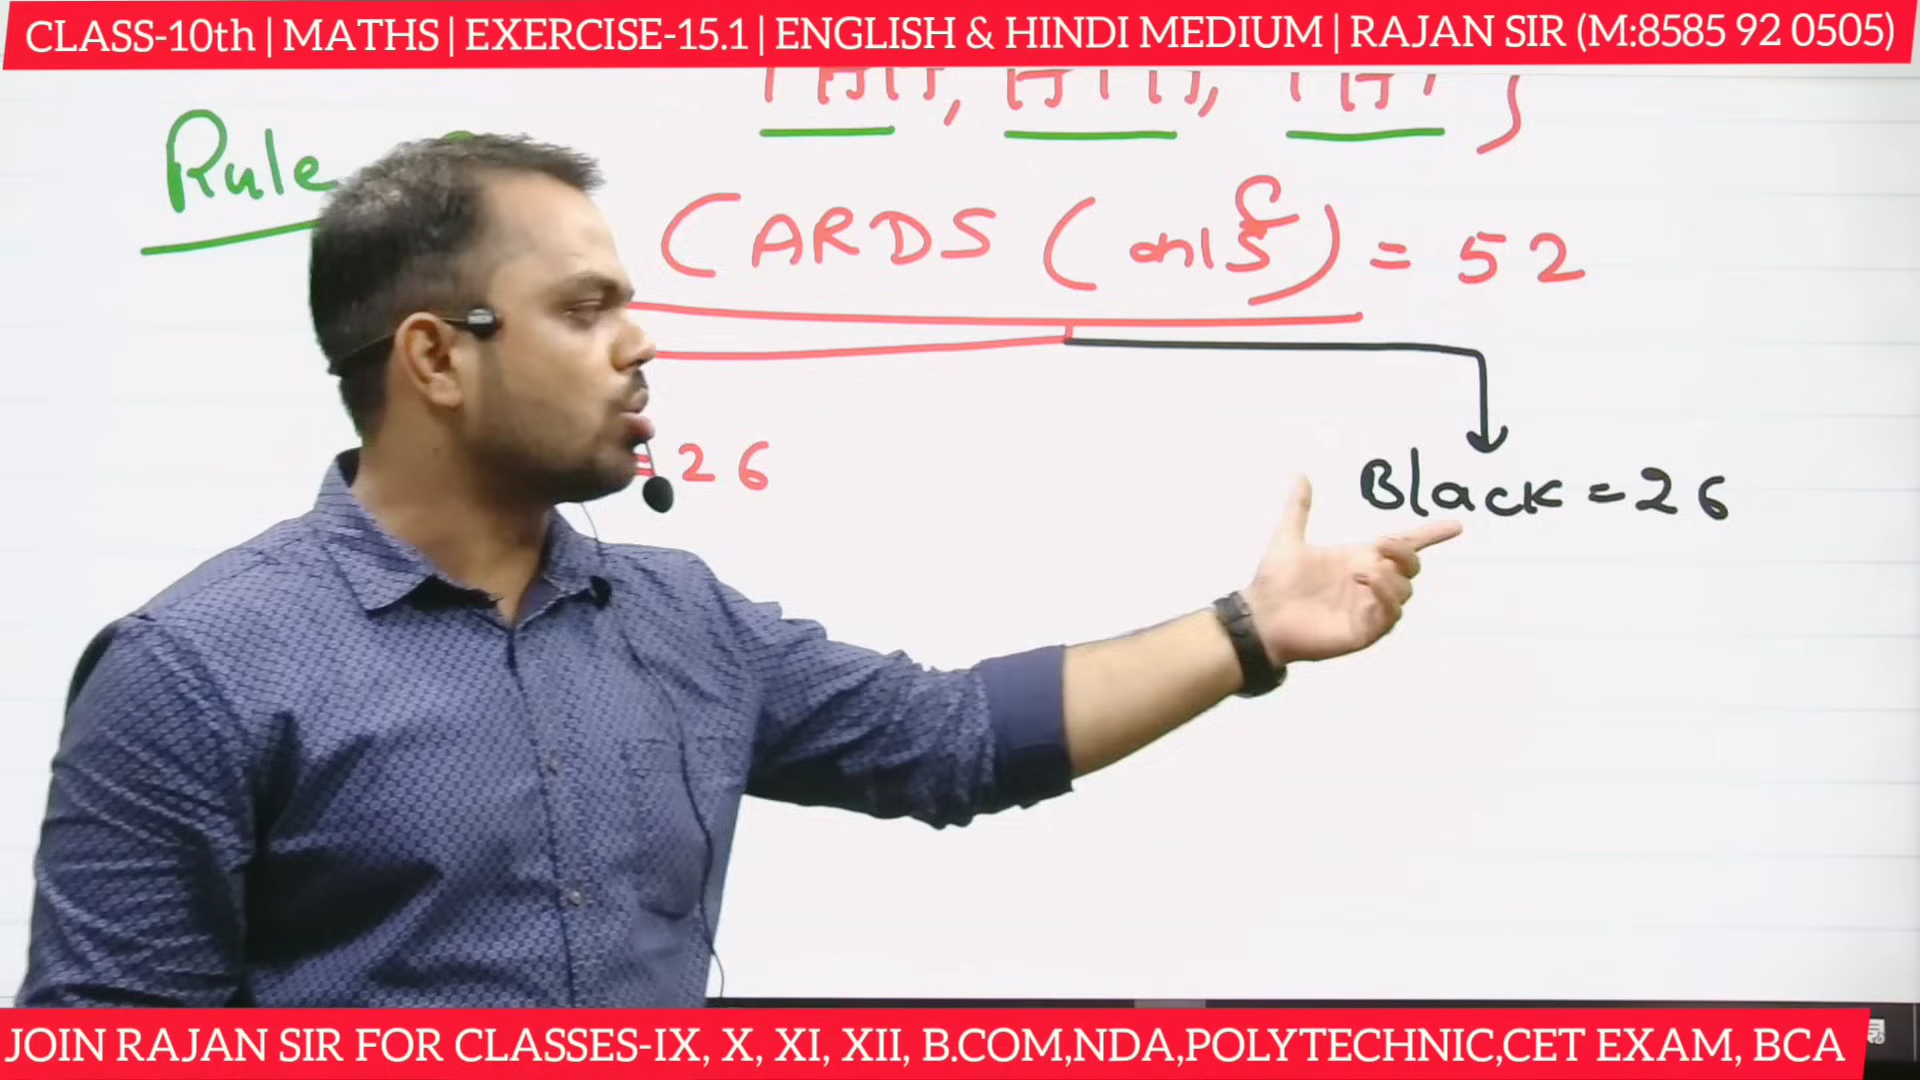 CLASS-10th | MATHS | EXERCISE-15.1 | ENGLISH & HINDI MEDIUM | RAJAN SIR (M:8585 92 0505)
Rule
CARDS ( ) = 52
= 26
Black = 26
JOIN RAJAN SIR FOR CLASSES-IX, X, XI, XII, B.COM,NDA,POLYTECHNIC,CET EXAM, BCA